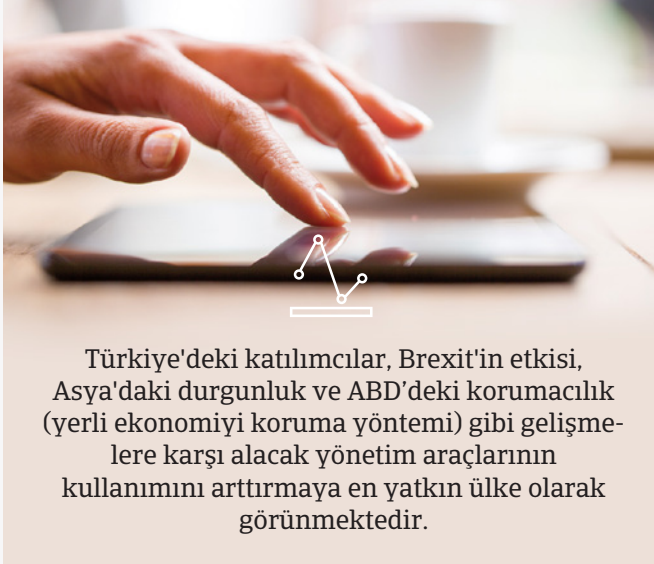 Türkiye'deki katılımcılar, Brexit'in etkisi,
Asya'daki durgunluk ve ABD’deki korumacılık
(yerli ekonomiyi koruma yöntemi) gibi gelişme-
lere karşı alacak yönetim araçlarının
kullanımını arttırmaya en yatkın ülke olarak
görünmektedir.